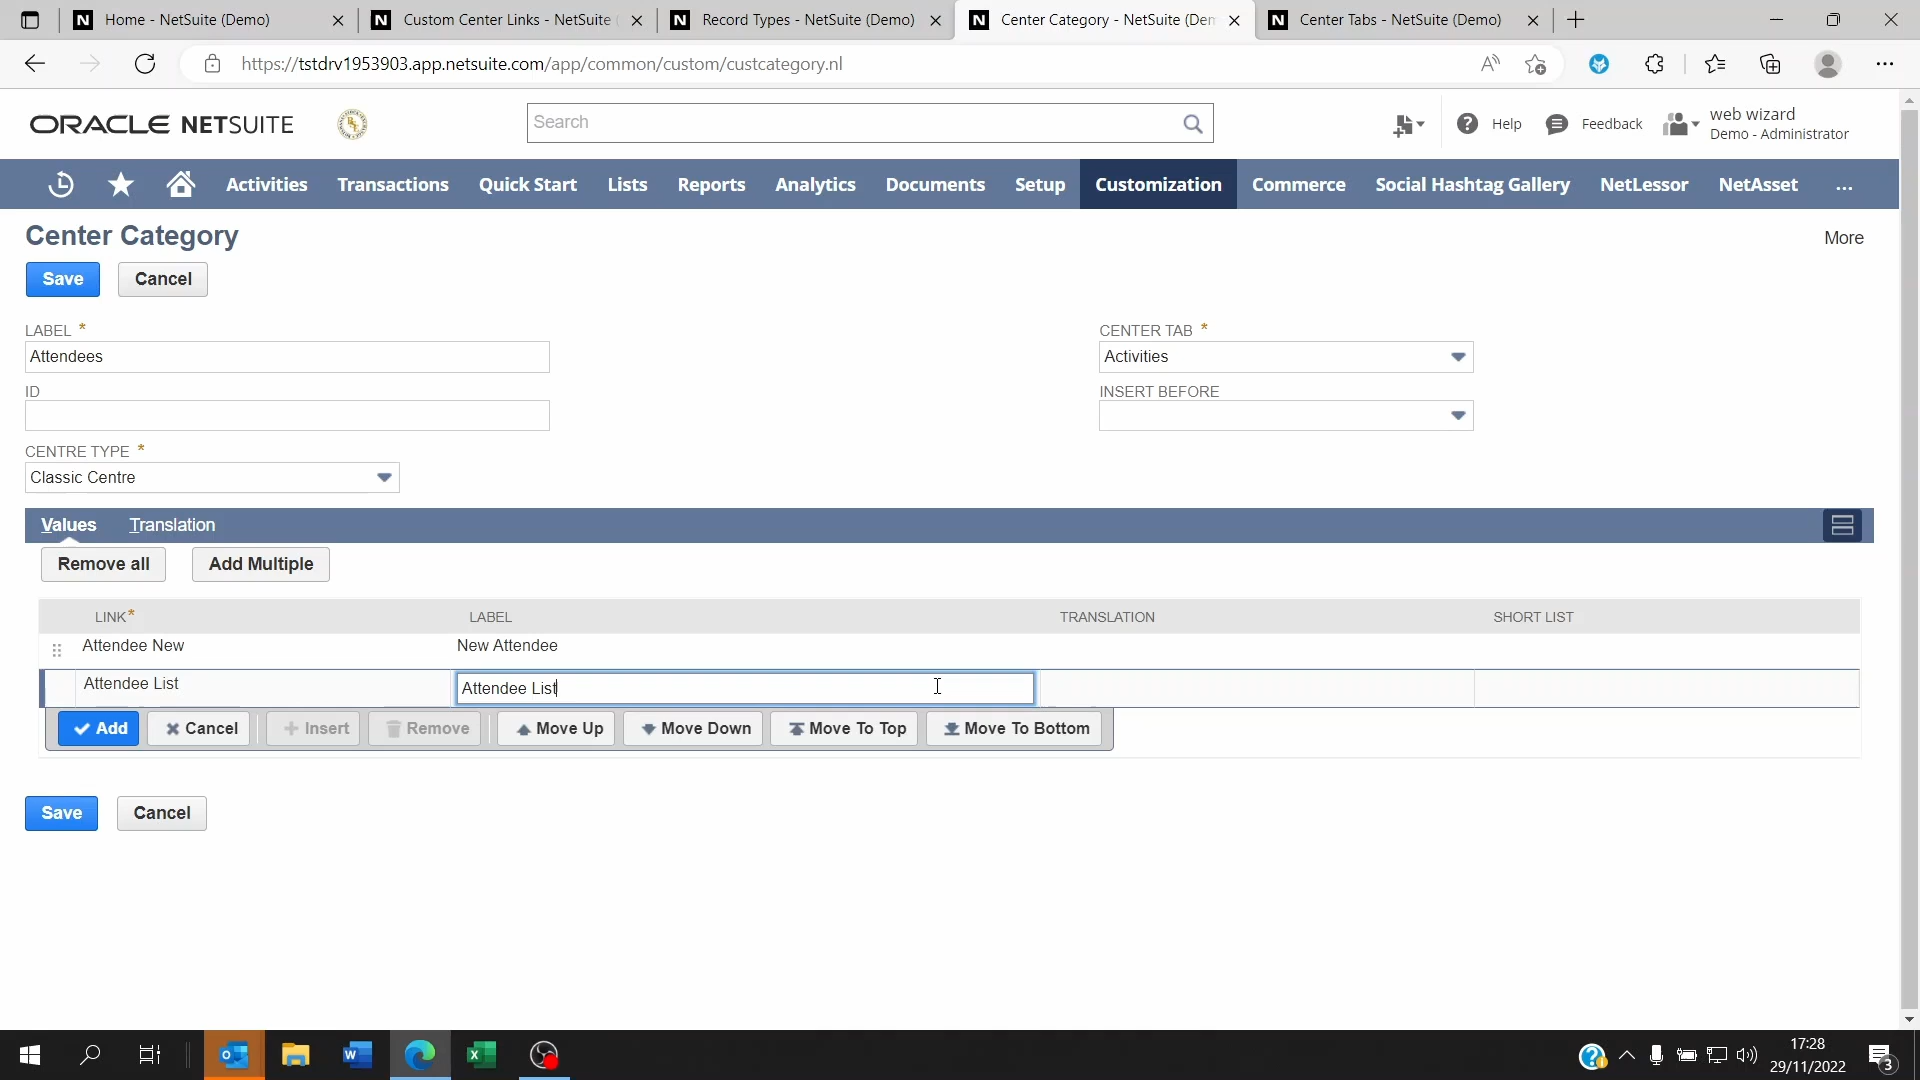 Home - NetSuite (Demo)
Custom Center Links - NetSuite
Record Types - NetSuite (Demo)
Center Category - NetSuite (Dem
Center Tabs - NetSuite (Demo)
https://tstdrv1953903.app.netsuite.com/app/common/custom/custcategory.nl
ORACLE NETSUITE
Search
Help
Feedback
web wizard
Demo - Administrator
Activities
Transactions
Quick Start
Lists
Reports
Analytics
Documents
Setup
Customization
Commerce
Social Hashtag Gallery
NetLessor
NetAsset
...
Center Category
More
Save
Cancel
LABEL *
Attendees
CENTER TAB *
Activities
ID
INSERT BEFORE
CENTRE TYPE *
Classic Centre
Values
Translation
Remove all
Add Multiple
LINK*
LABEL
TRANSLATION
SHORT LIST
Attendee New
New Attendee
Attendee List
Attendee List
Add
Cancel
Insert
Remove
Move Up
Move Down
Move To Top
Move To Bottom
Save
Cancel
17:28
29/11/2022
3